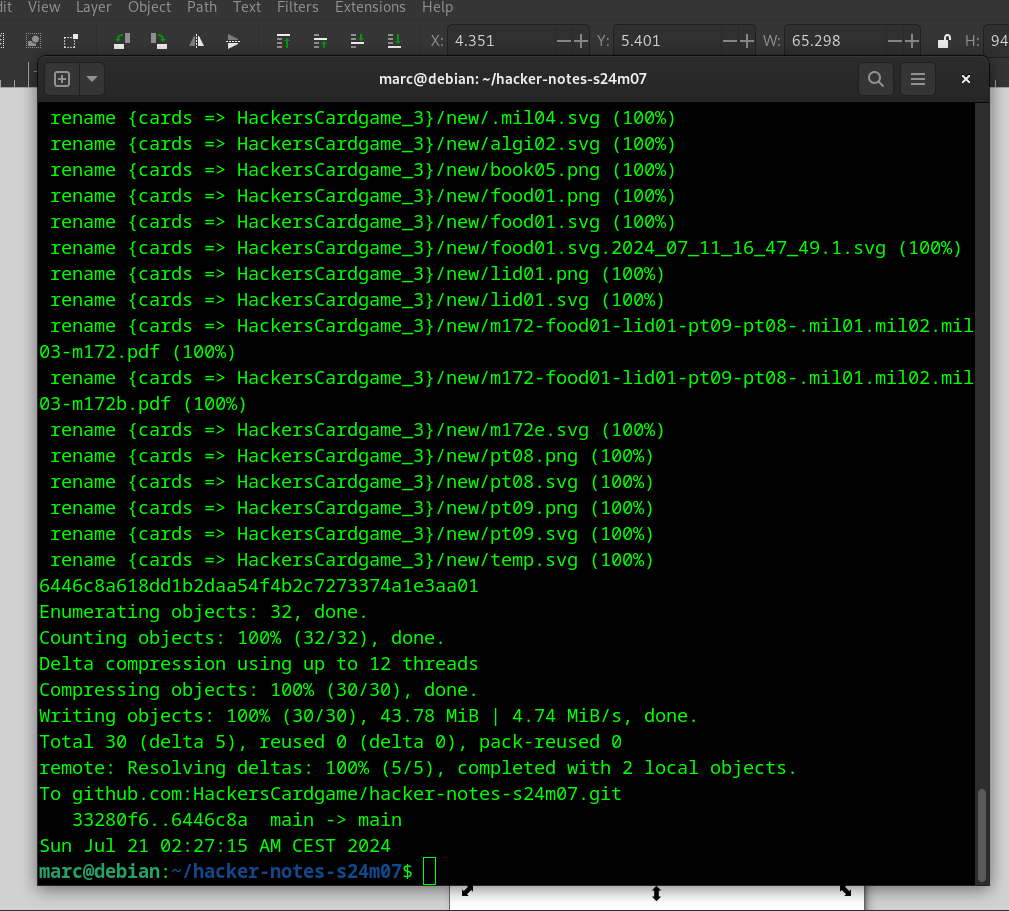 dit View Layer Object Path Text Filters Extensions Help
X: 4.351 Y: 5.401 W: 65.298 H: 94
marc@debian: ~/hacker-notes-s24m07
rename {cards => HackersCardgame_3}/new/.mil04.svg (100%)
rename {cards => HackersCardgame_3}/new/algi02.svg (100%)
rename {cards => HackersCardgame_3}/new/book05.png (100%)
rename {cards => HackersCardgame_3}/new/food01.png (100%)
rename {cards => HackersCardgame_3}/new/food01.svg (100%)
rename {cards => HackersCardgame_3}/new/food01.svg.2024_07_11_16_47_49.1.svg (100%)
rename {cards => HackersCardgame_3}/new/lid01.png (100%)
rename {cards => HackersCardgame_3}/new/lid01.svg (100%)
rename {cards => HackersCardgame_3}/new/m172-food01-lid01-pt09-pt08-.mil01.mil02.mil
03-m172.pdf (100%)
rename {cards => HackersCardgame_3}/new/m172-food01-lid01-pt09-pt08-.mil01.mil02.mil
03-m172b.pdf (100%)
rename {cards => HackersCardgame_3}/new/m172e.svg (100%)
rename {cards => HackersCardgame_3}/new/pt08.png (100%)
rename {cards => HackersCardgame_3}/new/pt08.svg (100%)
rename {cards => HackersCardgame_3}/new/pt09.png (100%)
rename {cards => HackersCardgame_3}/new/pt09.svg (100%)
rename {cards => HackersCardgame_3}/new/temp.svg (100%)
6446c8a618dd1b2daa54f4b2c7273374a1e3aa01
Enumerating objects: 32, done.
Counting objects: 100% (32/32), done.
Delta compression using up to 12 threads
Compressing objects: 100% (30/30), done.
Writing objects: 100% (30/30), 43.78 MiB | 4.74 MiB/s, done.
Total 30 (delta 5), reused 0 (delta 0), pack-reused 0
remote: Resolving deltas: 100% (5/5), completed with 2 local objects.
To github.com:HackersCardgame/hacker-notes-s24m07.git
33280f6..6446c8a main -> main
Sun Jul 21 02:27:15 AM CEST 2024
marc@debian:~/hacker-notes-s24m07$